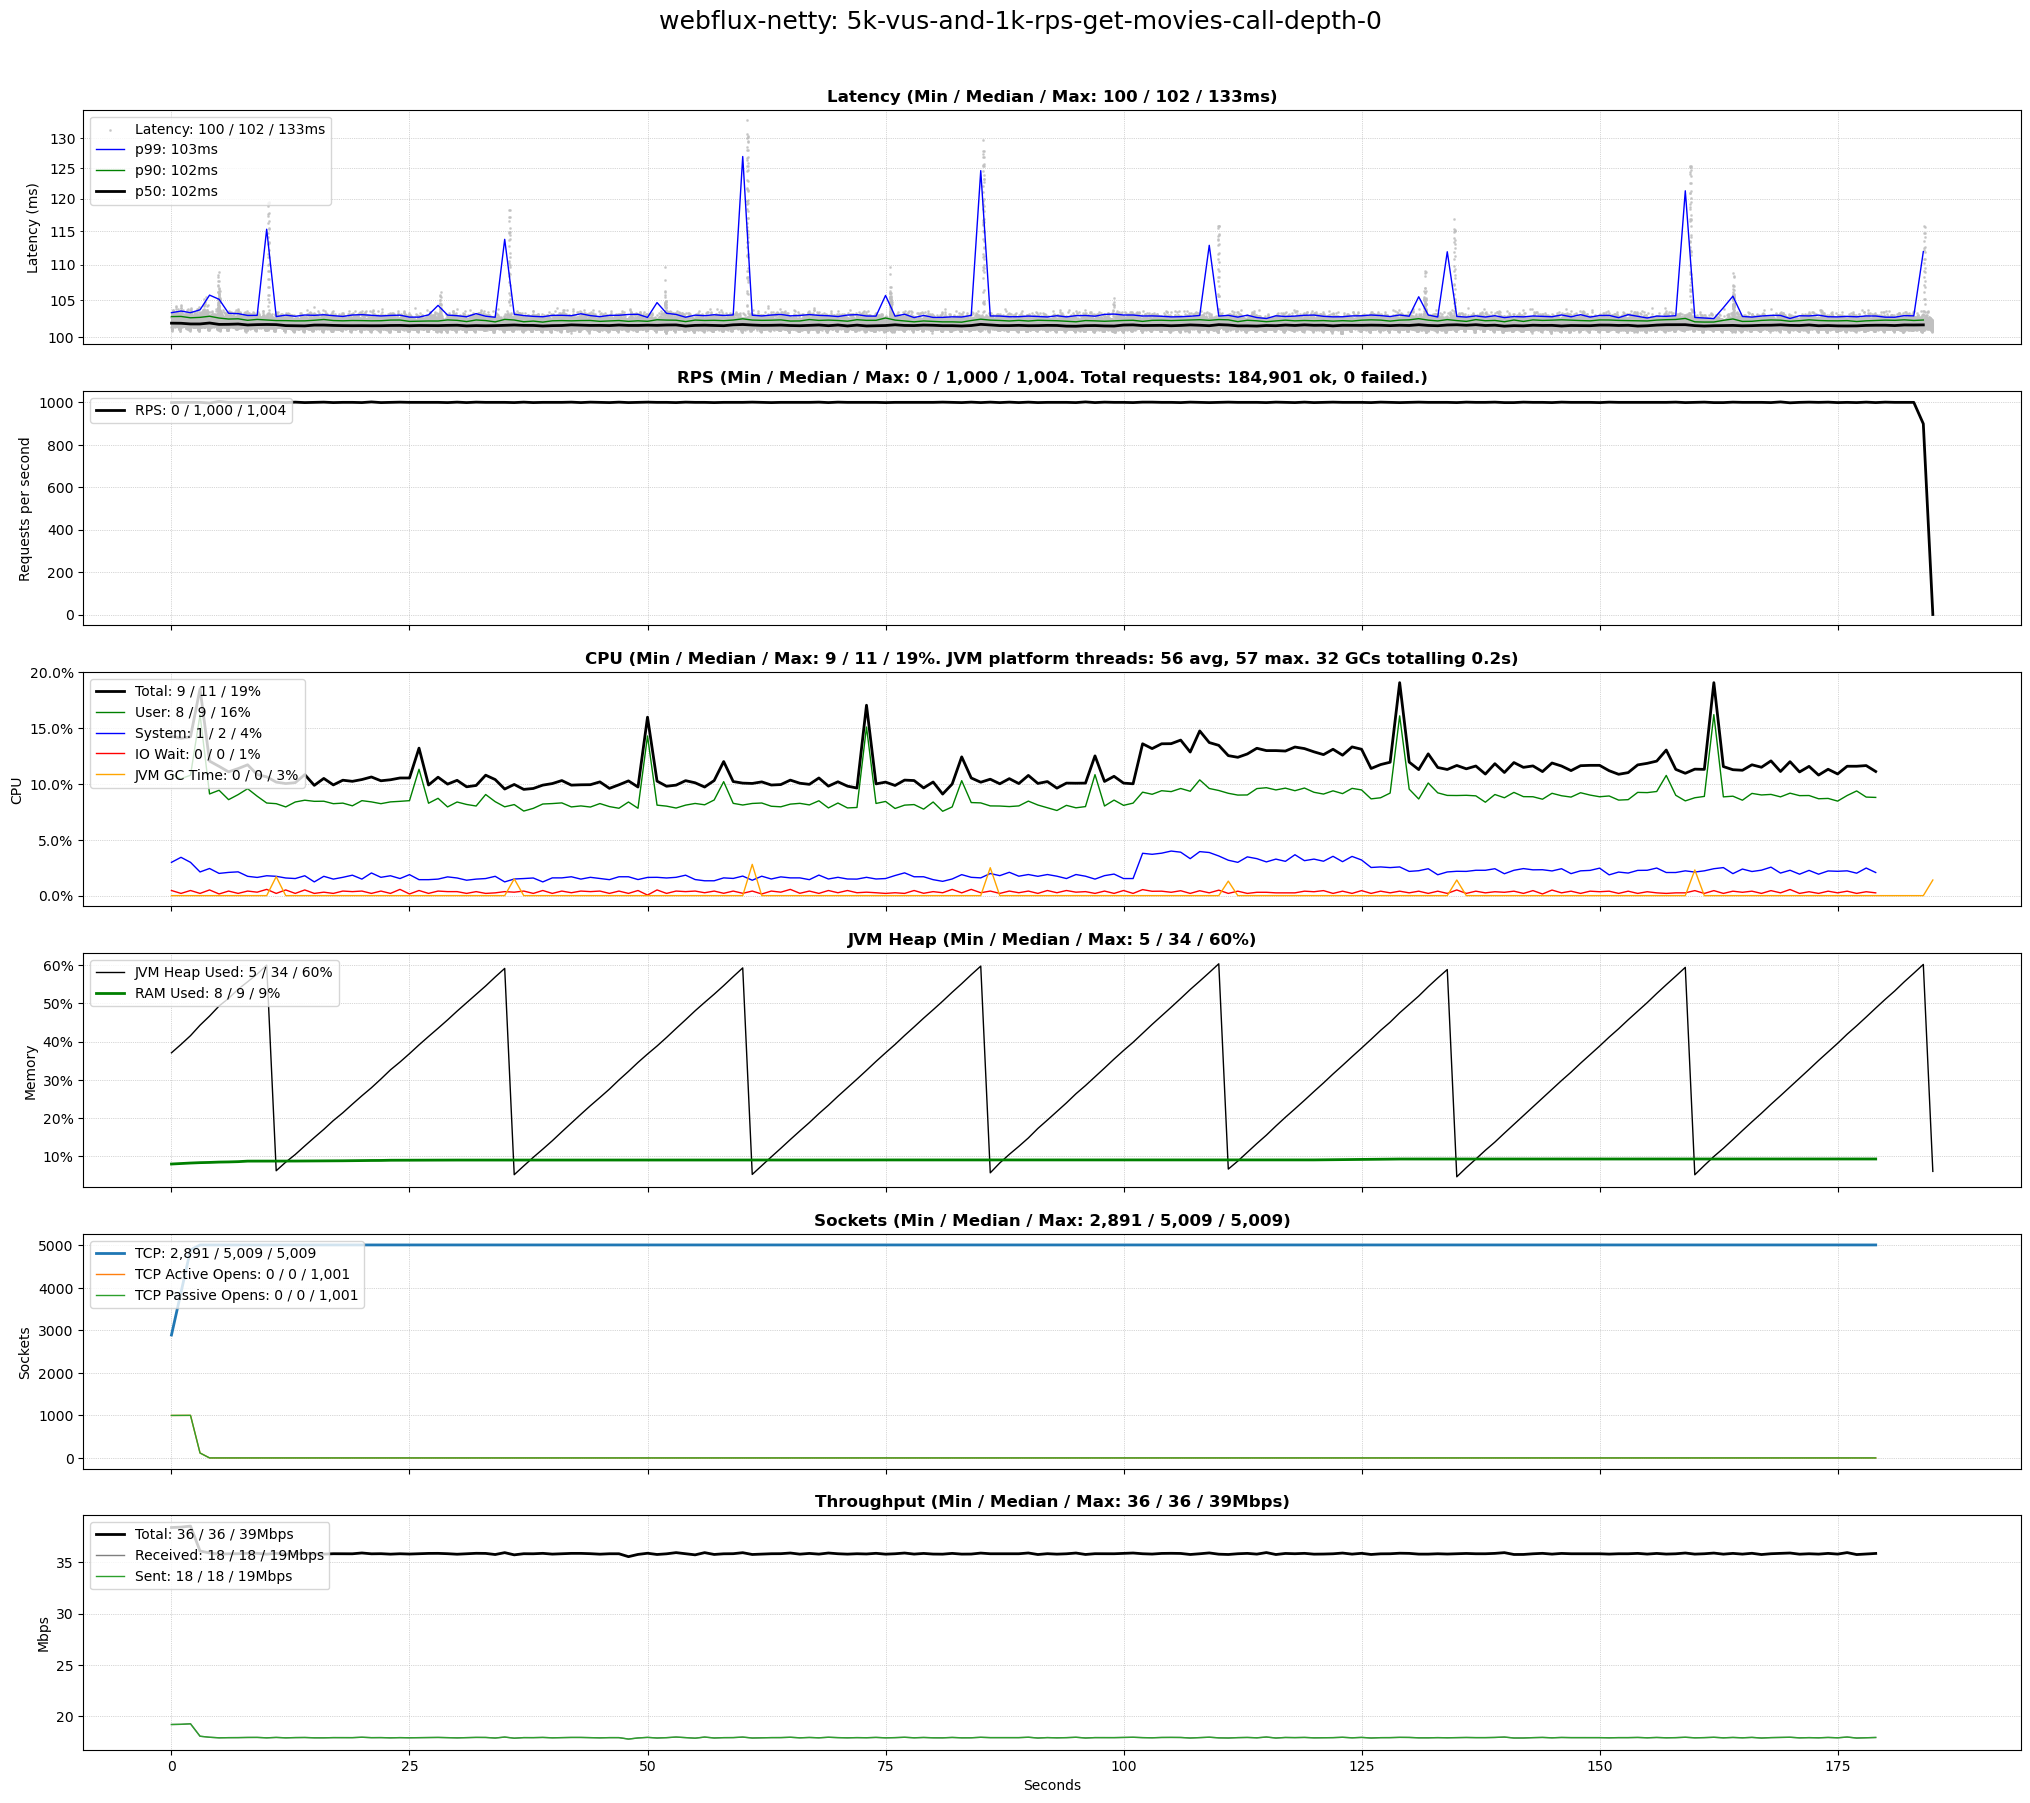 webflux-netty: 5k-vus-and-1k-rps-get-movies-call-depth-0
Latency (Min / Median / Max: 100 / 102 / 133ms)
Latency: 100 / 102 / 133ms
p99: 103ms
p90: 102ms
p50: 102ms
Latency (ms)
130
125
120
115
110
105
100
RPS (Min / Median / Max: 0 / 1,000 / 1,004. Total requests: 184,901 ok, 0 failed.)
RPS: 0 / 1,000 / 1,004
Requests per second
1000
800
600
400
200
0
CPU (Min / Median / Max: 9 / 11 / 19%. JVM platform threads: 56 avg, 57 max. 32 GCs totalling 0.2s)
Total: 9 / 11 / 19%
User: 8 / 9 / 16%
System: 1 / 2 / 4%
IO Wait: 0 / 0 / 1%
JVM GC Time: 0 / 0 / 3%
CPU
20.0%
15.0%
10.0%
5.0%
0.0%
JVM Heap (Min / Median / Max: 5 / 34 / 60%)
JVM Heap Used: 5 / 34 / 60%
RAM Used: 8 / 9 / 9%
Memory
60%
50%
40%
30%
20%
10%
Sockets (Min / Median / Max: 2,891 / 5,009 / 5,009)
TCP: 2,891 / 5,009 / 5,009
TCP Active Opens: 0 / 0 / 1,001
TCP Passive Opens: 0 / 0 / 1,001
Sockets
5000
4000
3000
2000
1000
0
Throughput (Min / Median / Max: 36 / 36 / 39Mbps)
Total: 36 / 36 / 39Mbps
Received: 18 / 18 / 19Mbps
Sent: 18 / 18 / 19Mbps
Mbps
35
30
25
20
0 25 50 75 100 125 150 175
Seconds